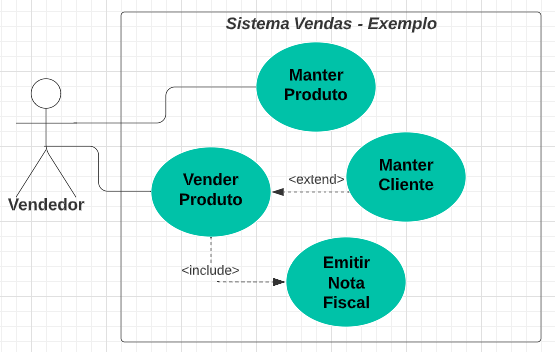 Sistema Vendas - Exemplo
Manter
Produto
Manter
Cliente
<extend>
Vender
Produto
Vendedor
<include>
Emitir
Nota
Fiscal